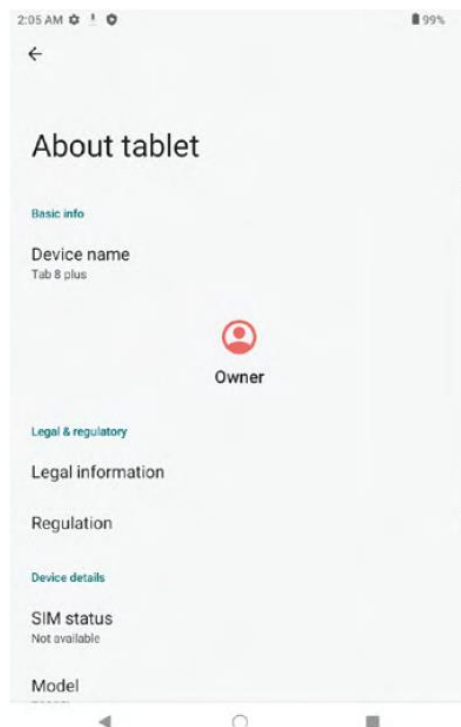 2:05 AM
99%
About tablet
Basic info
Device name
Tab 8 plus
Owner
Legal & regulatory
Legal information
Regulation
Device details
SIM status
Not available
Model